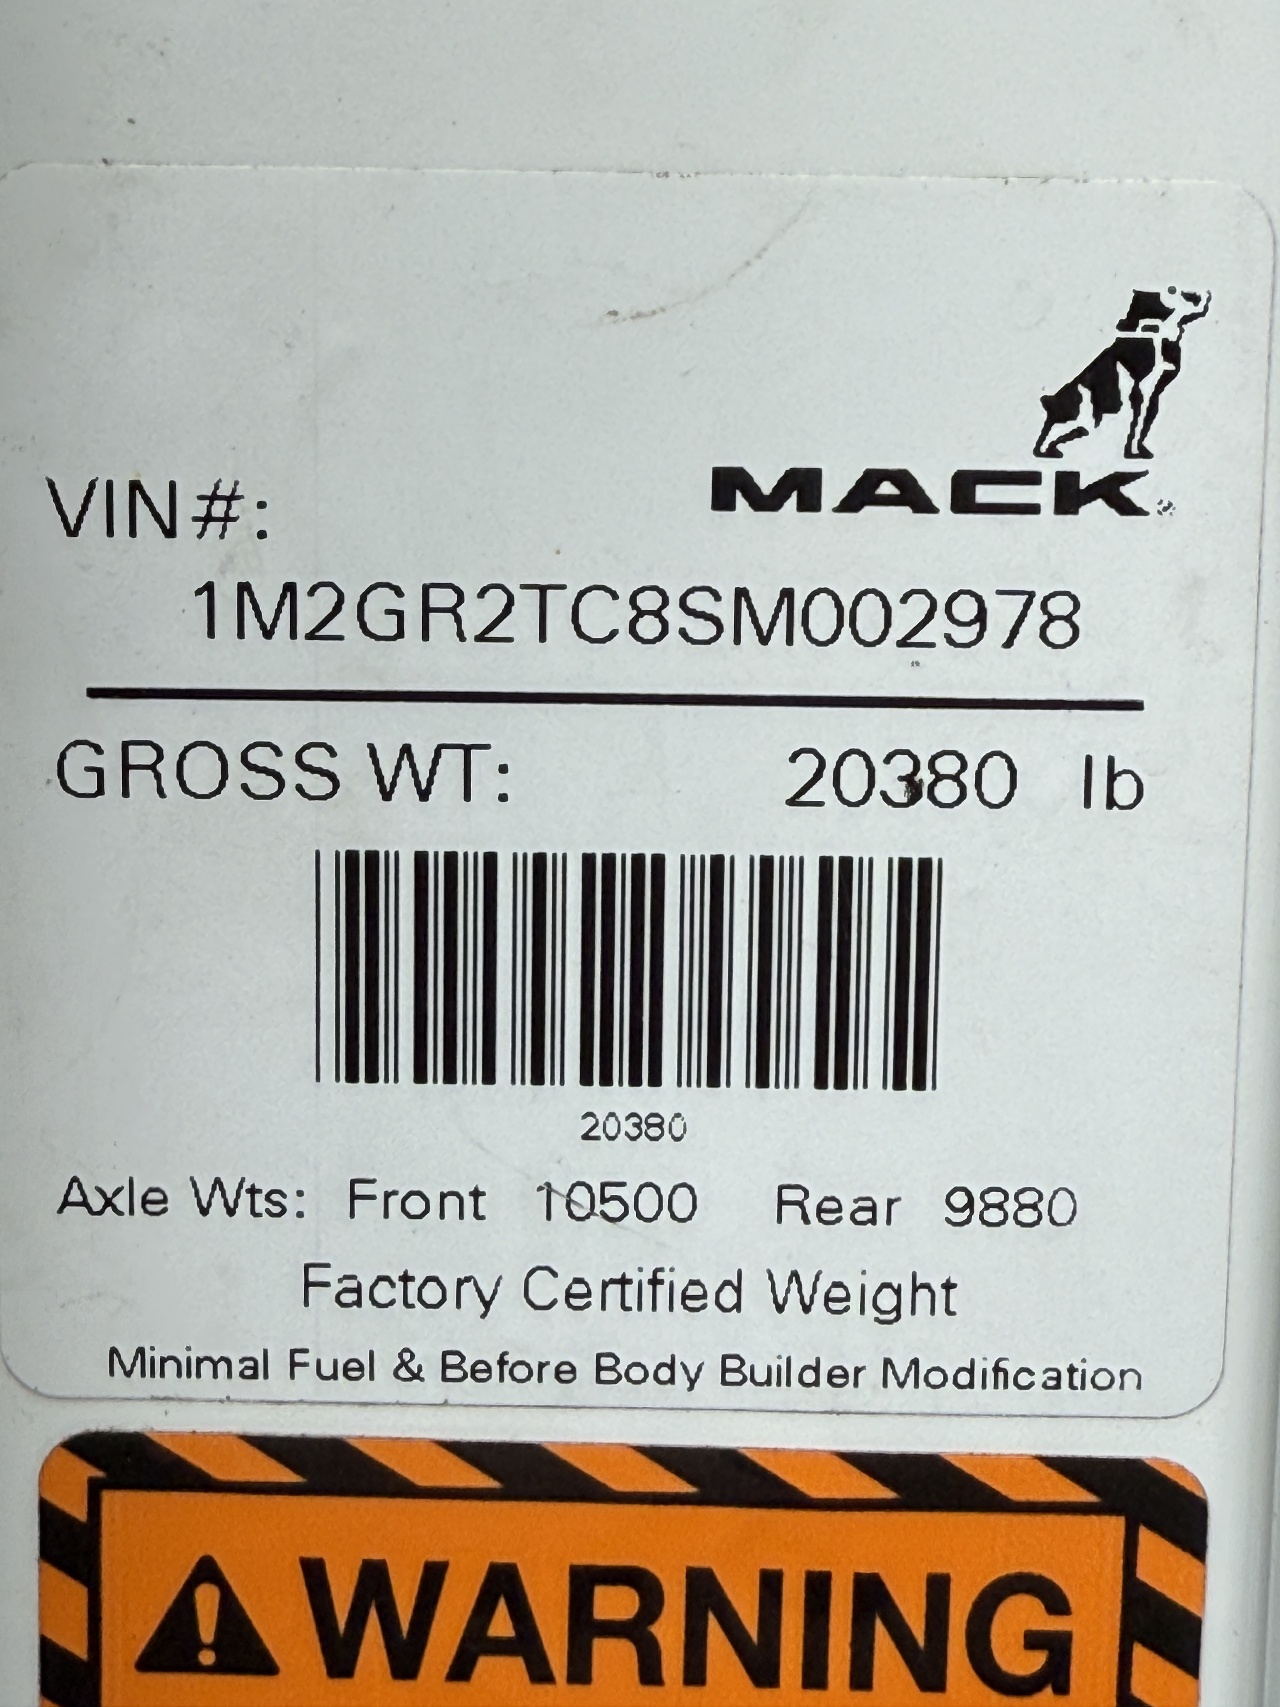 MACK
VIN#:
1M2GR2TC8SM002978
GROSS WT: 20380 lb
20380
Axle Wts: Front 10500 Rear 9880
Factory Certified Weight
Minimal Fuel & Before Body Builder Modification
WARNING